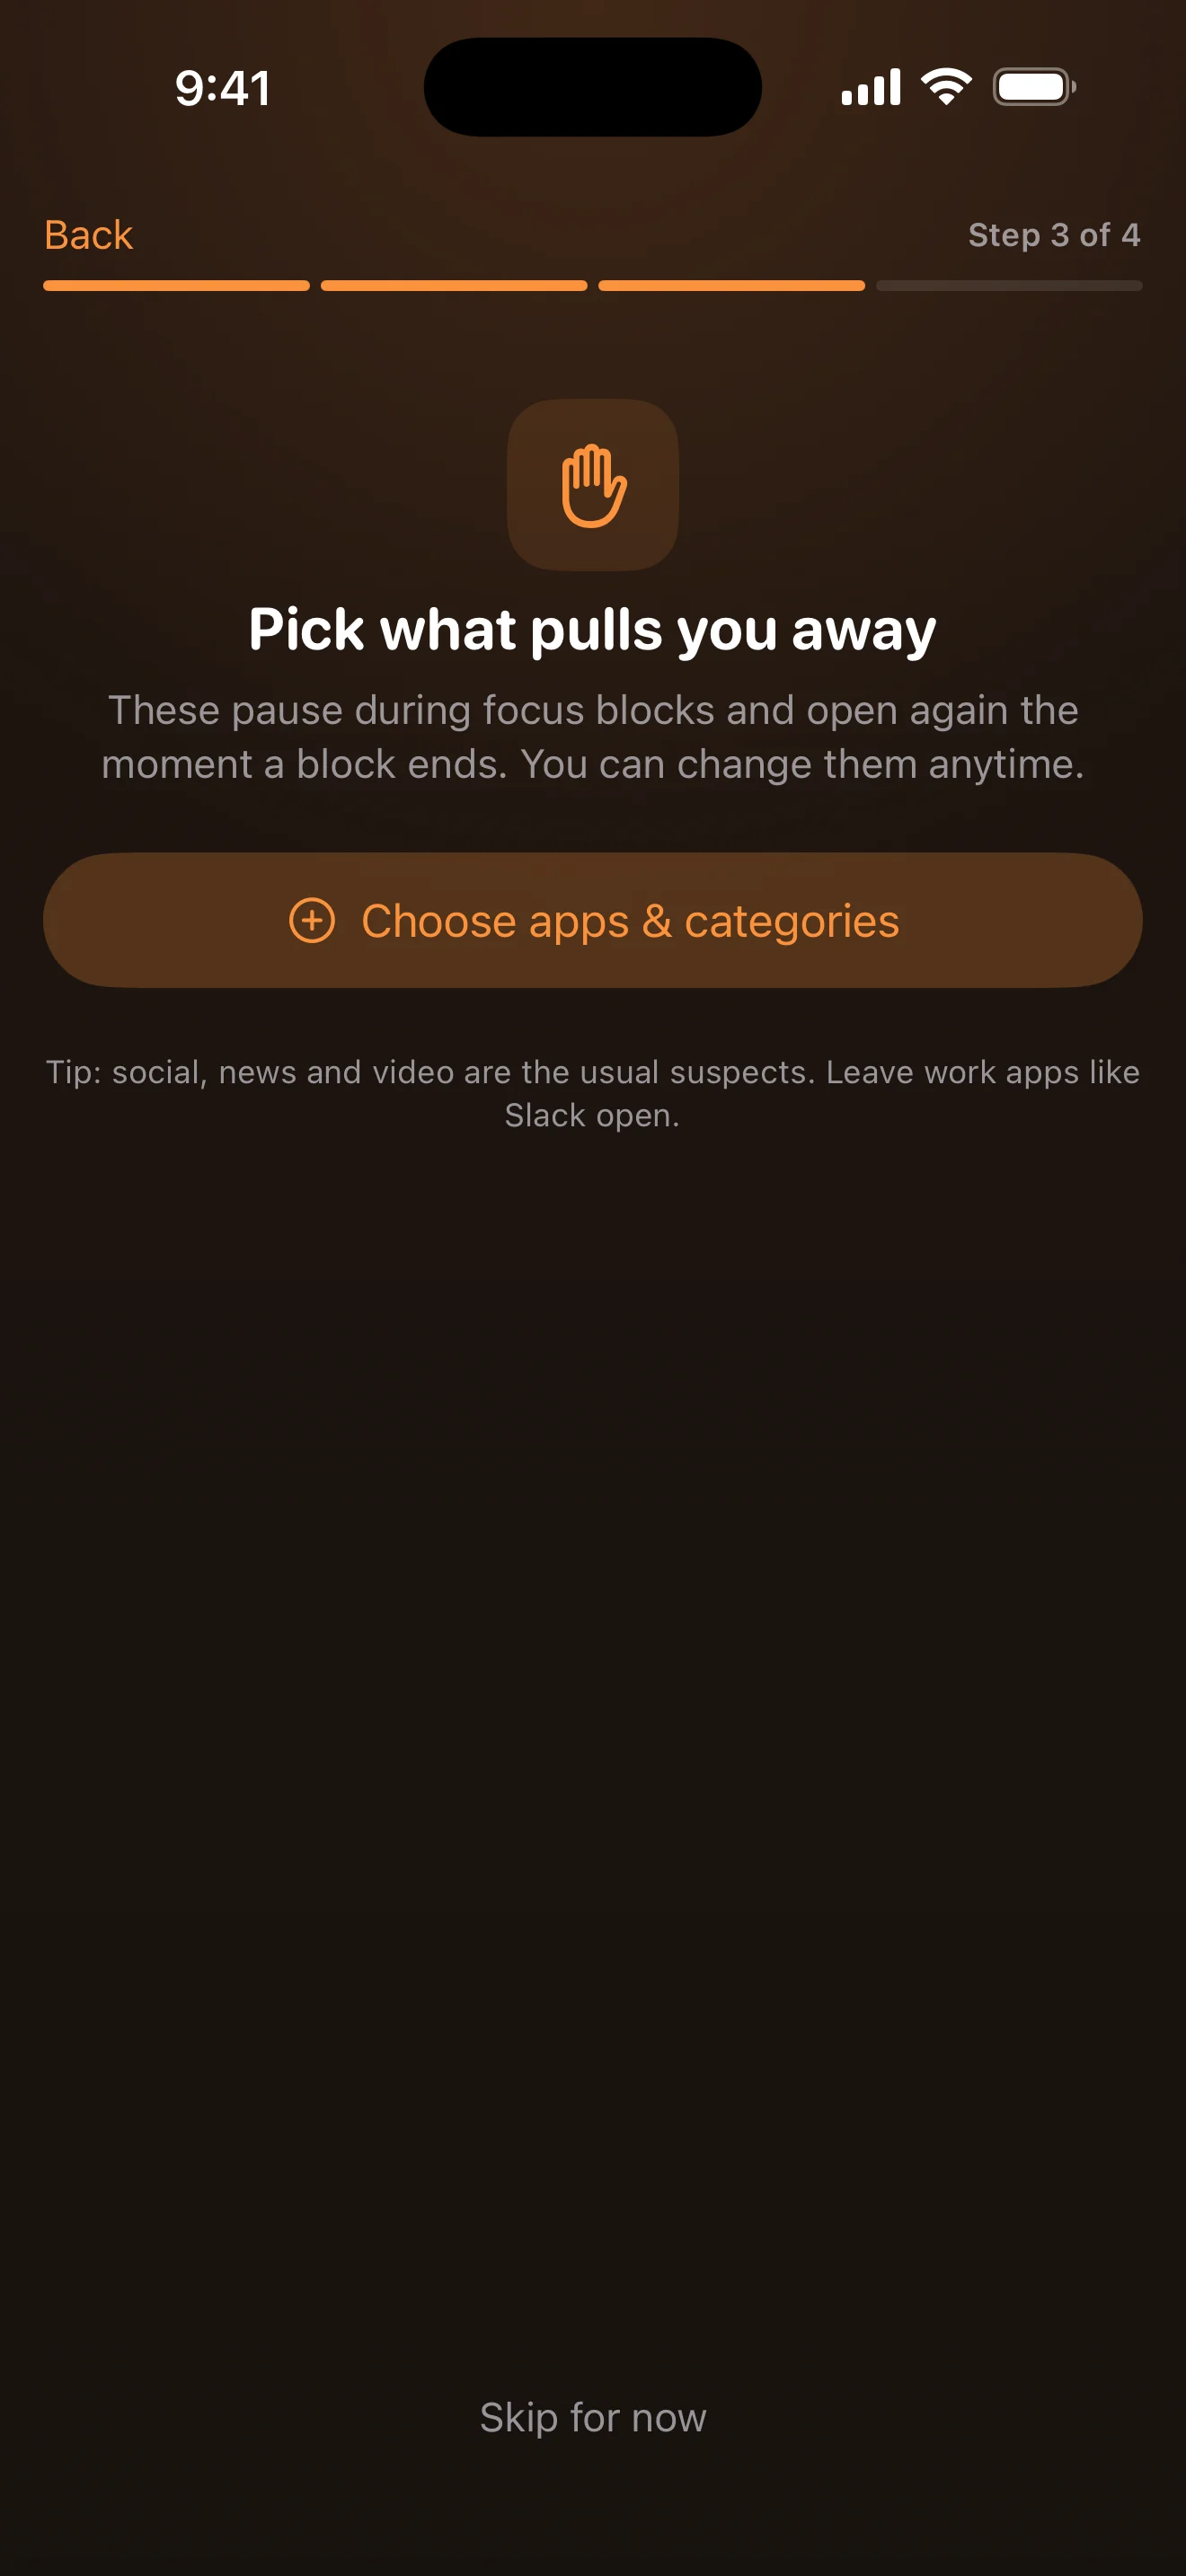 9:41
Back
Step 3 of 4
Pick what pulls you away
These pause during focus blocks and open again the
moment a block ends. You can change them anytime.
Choose apps & categories
Tip: social, news and video are the usual suspects. Leave work apps like
Slack open.
Skip for now